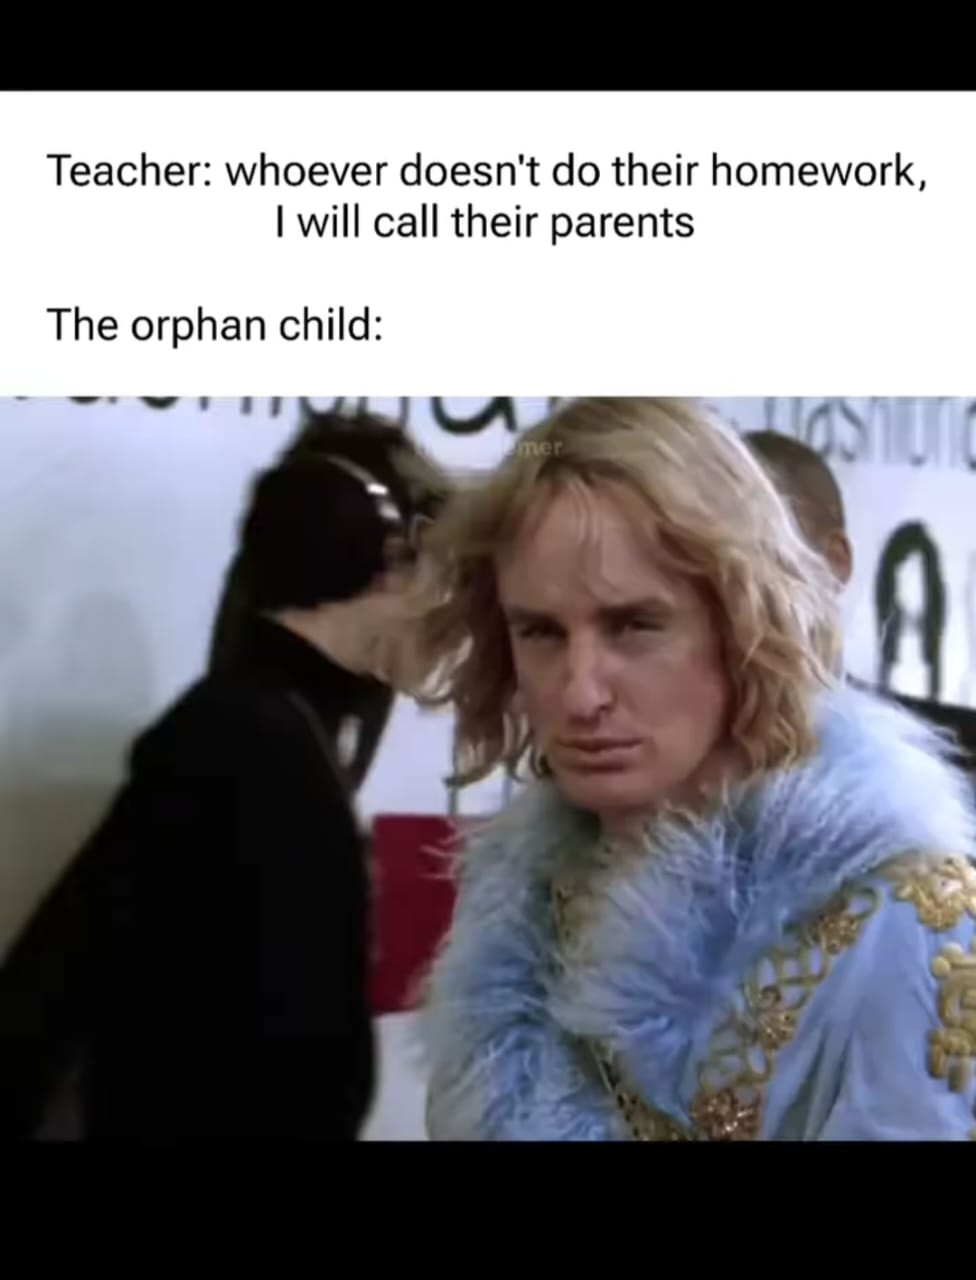 Teacher: whoever doesn't do their homework,
I will call their parents
The orphan child: